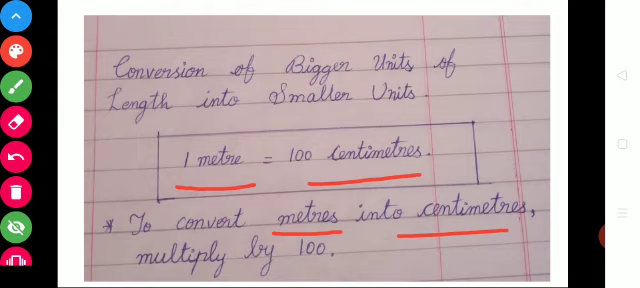 Conversion of Bigger Units of
Length into Smaller Units.
1 metre = 100 Centimetres.
* To convert metres into centimetres,
multiply by 100.